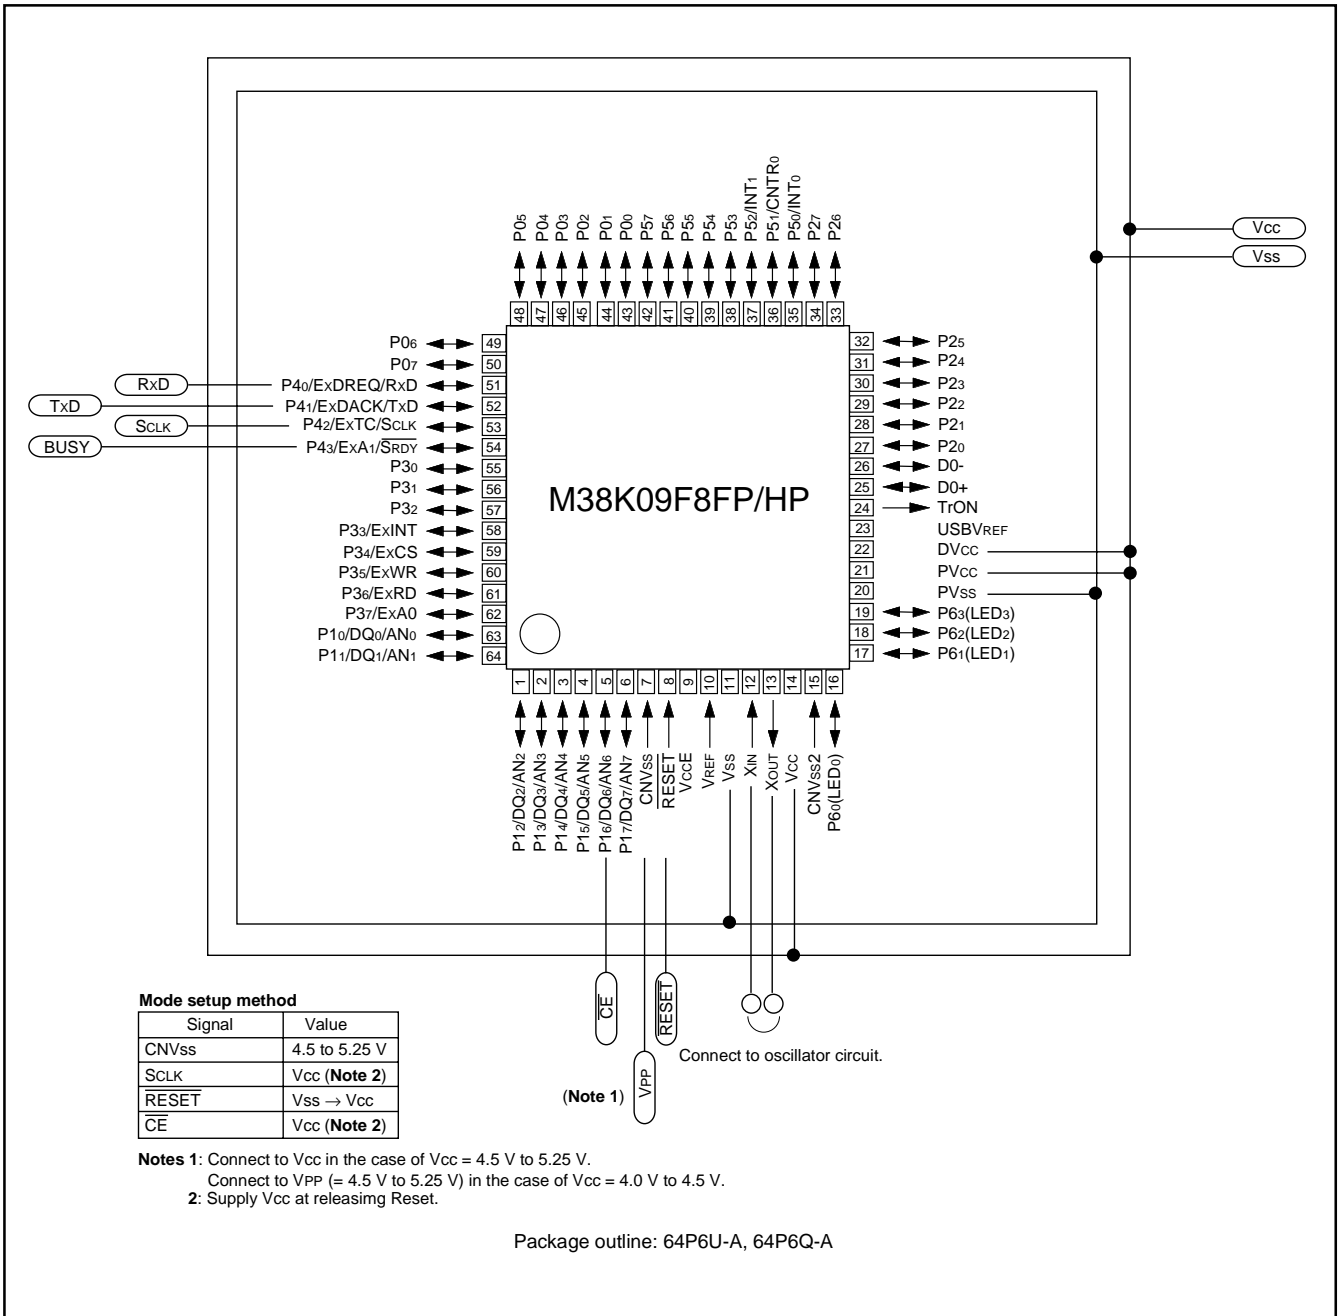 P05
P04
P03
P02
P01
P00
P57
P56
P55
P54
P53
P52/INT1
P51/CNTR0
P50/INT0
P27
P26
Vcc
Vss
48
47
46
45
44
43
42
41
40
39
38
37
36
35
34
33
P06 49
P07 50
RxD P40/EXDREQ/RxD 51
TxD P41/EXDACK/TxD 52
SCLK P42/EXTC/SCLK 53
BUSY P43/EXA1/SRDY 54
P30 55
P31 56
P32 57
P33/EXINT 58
P34/EXCS 59
P35/EXWR 60
P36/EXRD 61
P37/EXA0 62
P10/DQ0/AN0 63
P11/DQ1/AN1 64
M38K09F8FP/HP
32 P25
31 P24
30 P23
29 P22
28 P21
27 P20
26 D0-
25 D0+
24 TrON
23 USBVREF
22 DVCC
21 PVCC
20 PVSS
19 P63(LED3)
18 P62(LED2)
17 P61(LED1)
1
2
3
4
5
6
7
8
9
10
11
12
13
14
15
16
P12/DQ2/AN2
P13/DQ3/AN3
P14/DQ4/AN4
P15/DQ5/AN5
P16/DQ6/AN6
P17/DQ7/AN7
CNVSS
RESET
VCCE
VREF
VSS
XIN
XOUT
VCC
CNVSS2
P60(LED0)
CE
RESET
Connect to oscillator circuit.
(Note 1) VPP
Mode setup method
Signal Value
CNVss 4.5 to 5.25 V
SCLK Vcc (Note 2)
RESET Vss → Vcc
CE Vcc (Note 2)
Notes 1: Connect to Vcc in the case of Vcc = 4.5 V to 5.25 V.
Connect to VPP (= 4.5 V to 5.25 V) in the case of Vcc = 4.0 V to 4.5 V.
2: Supply Vcc at releasimg Reset.
Package outline: 64P6U-A, 64P6Q-A